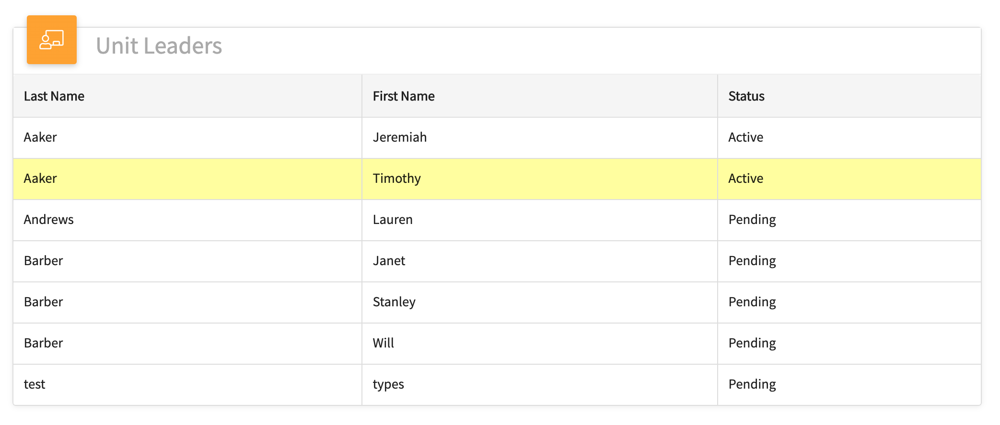 Unit Leaders
Last Name First Name Status
Aaker Jeremiah Active
Aaker Timothy Active
Andrews Lauren Pending
Barber Janet Pending
Barber Stanley Pending
Barber Will Pending
test types Pending